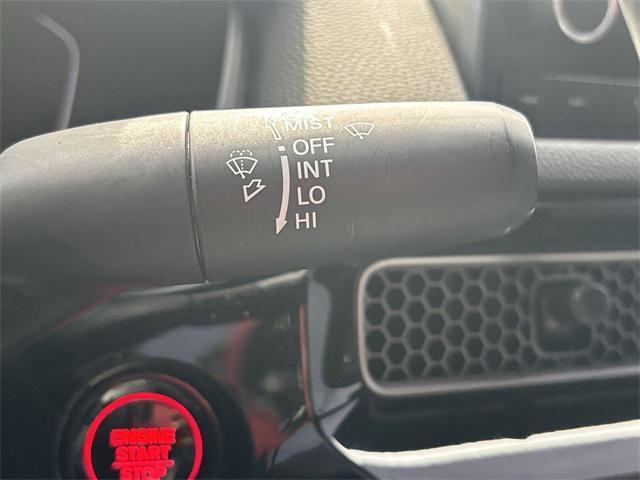 MIST
OFF
INT
LO
HI
ENGINE
START
STOP